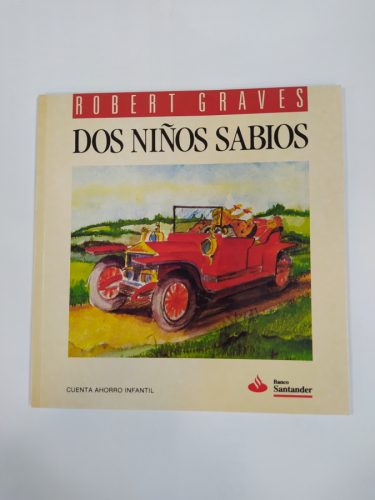 ROBERT GRAVES
DOS NIÑOS SABIOS
CUENTA AHORRO INFANTIL
Banco
Santander